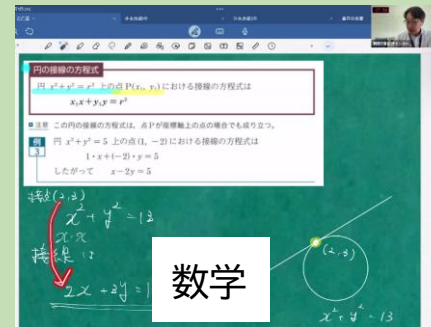 円の接線の方程式
円 x²+y²=r² 上の点 P(x₁, y₁) における接線の方程式は
x₁x+y₁y=r²
注意 この円の接線の方程式は，点Pが座標軸上の点の場合でも成り立つ。
例 3 円 x²+y²=5 上の点(1, −2)における接線の方程式は
1・x+(−2)・y=5
したがって x−2y=5
接点(2,3)
x²+y²=13
x・x
接線は
2x+3y=1
数学
(2,3)
x²+y²=13